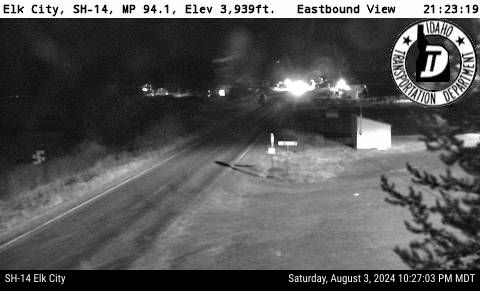 Elk City, SH-14, MP 94.1, Elev 3,939ft. Eastbound View 21:23:19
IDAHO
TRANSPORTATION DEPARTMENT
SH-14 Elk City Saturday, August 3, 2024 10:27:03 PM MDT